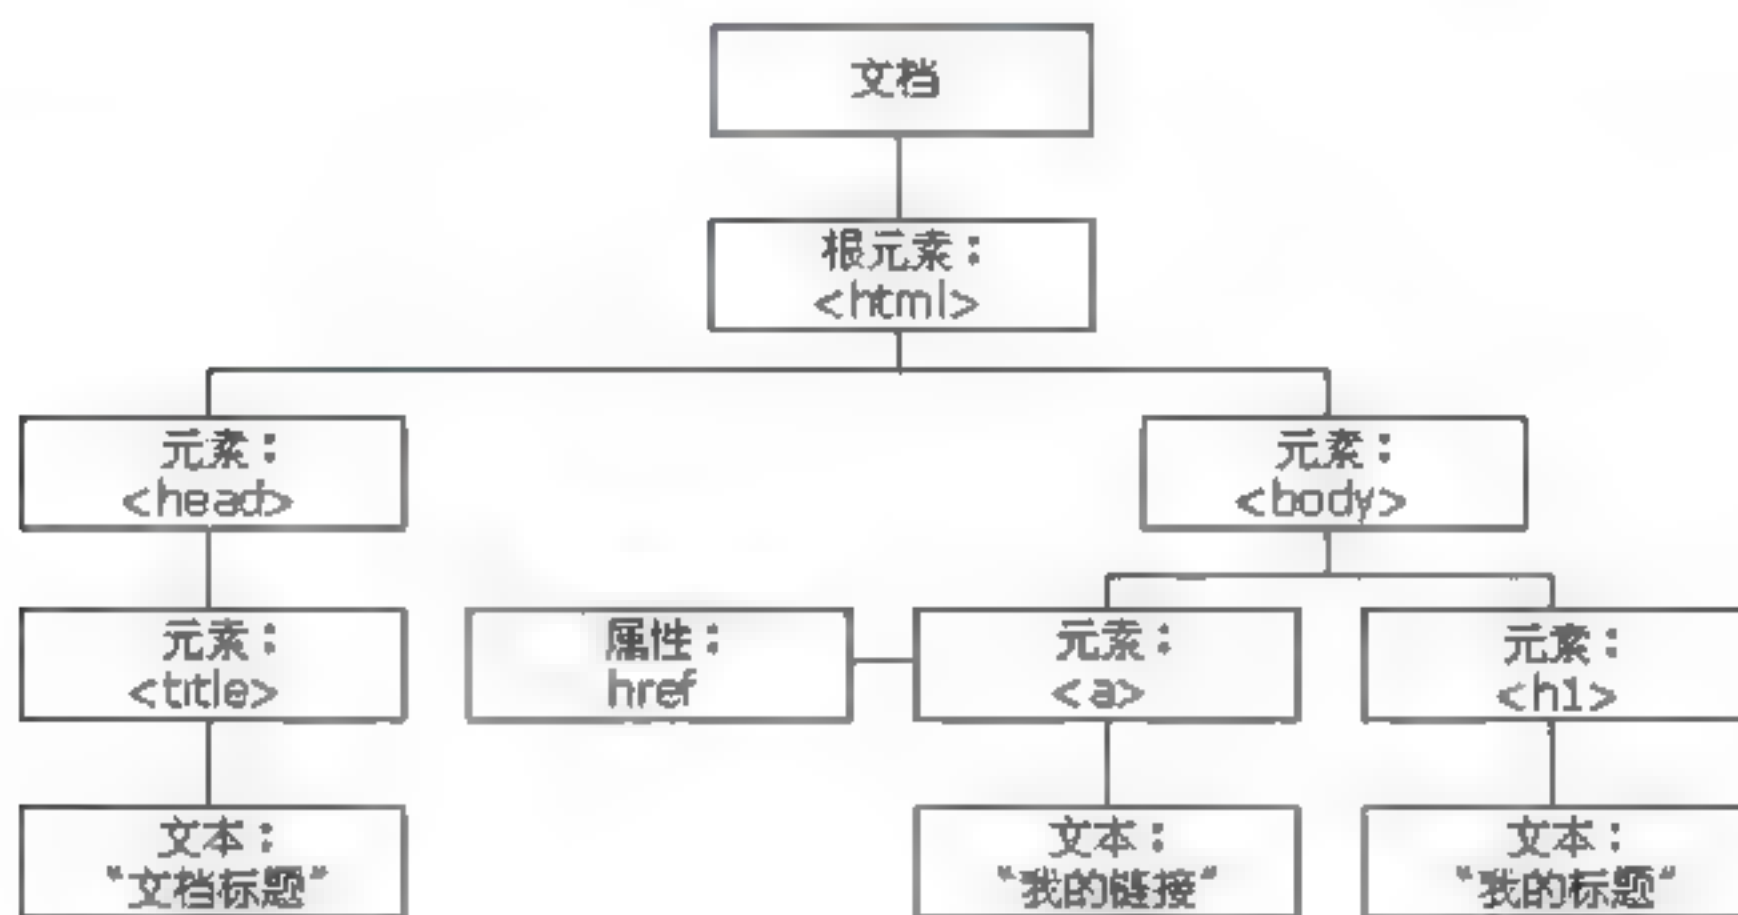 文档
根元素：
<html>
元素：
<head>
元素：
<body>
元素：
<title>
属性：
href
元素：
<a>
元素：
<h1>
文本：
"文档标题"
文本：
"我的链接"
文本：
"我的标题"